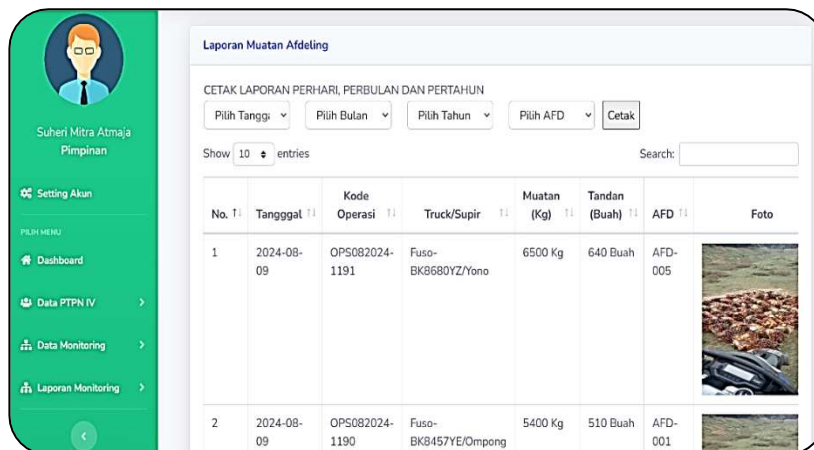 Suheri Mitra Atmaja
Pimpinan
Setting Akun
PILIH MENU
Dashboard
Data PTPN IV
Data Monitoring
Laporan Monitoring
Laporan Muatan Afdeling
CETAK LAPORAN PERHARI, PERBULAN DAN PERTAHUN
Pilih Tangg Pilih Bulan Pilih Tahun Pilih AFD Cetak
Show 10 entries Search:
Kode Muatan Tandan
No. Tangggal Operasi Truck/Supir (Kg) (Buah) AFD Foto
1 2024-08- OPS082024- Fuso- 6500 Kg 640 Buah AFD-
09 1191 BK8680YZ/Yono 005
2 2024-08- OPS082024- Fuso- 5400 Kg 510 Buah AFD-
09 1190 BK8457YE/Ompong 001